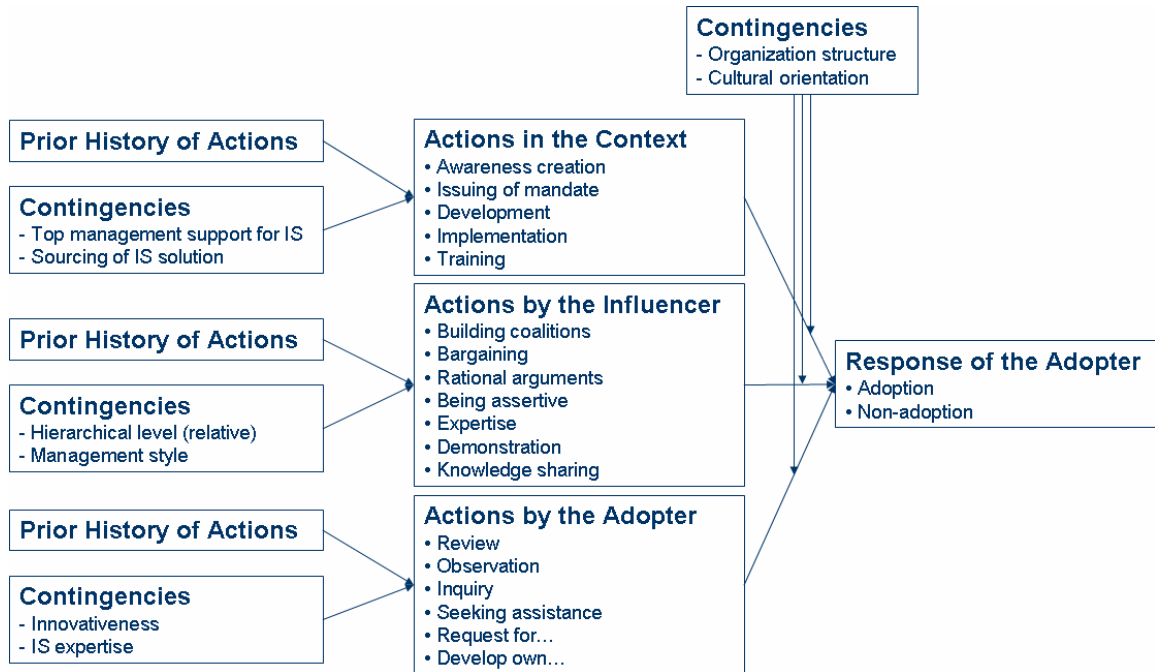 Contingencies
- Organization structure
- Cultural orientation
Prior History of Actions
Contingencies
- Top management support for IS
- Sourcing of IS solution
Actions in the Context
• Awareness creation
• Issuing of mandate
• Development
• Implementation
• Training
Prior History of Actions
Contingencies
- Hierarchical level (relative)
- Management style
Actions by the Influencer
• Building coalitions
• Bargaining
• Rational arguments
• Being assertive
• Expertise
• Demonstration
• Knowledge sharing
Response of the Adopter
• Adoption
• Non-adoption
Prior History of Actions
Contingencies
- Innovativeness
- IS expertise
Actions by the Adopter
• Review
• Observation
• Inquiry
• Seeking assistance
• Request for…
• Develop own…